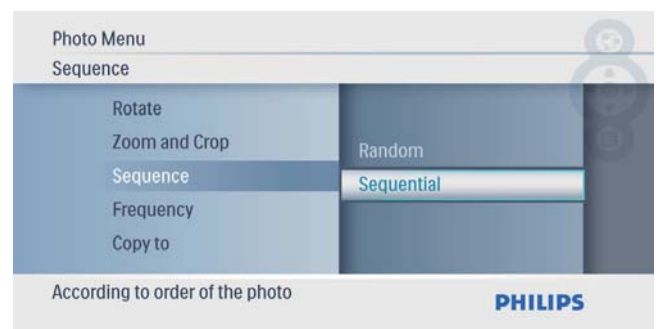 Photo Menu
Sequence
Rotate
Zoom and Crop
Sequence
Frequency
Copy to
Random
Sequential
According to order of the photo
PHILIPS